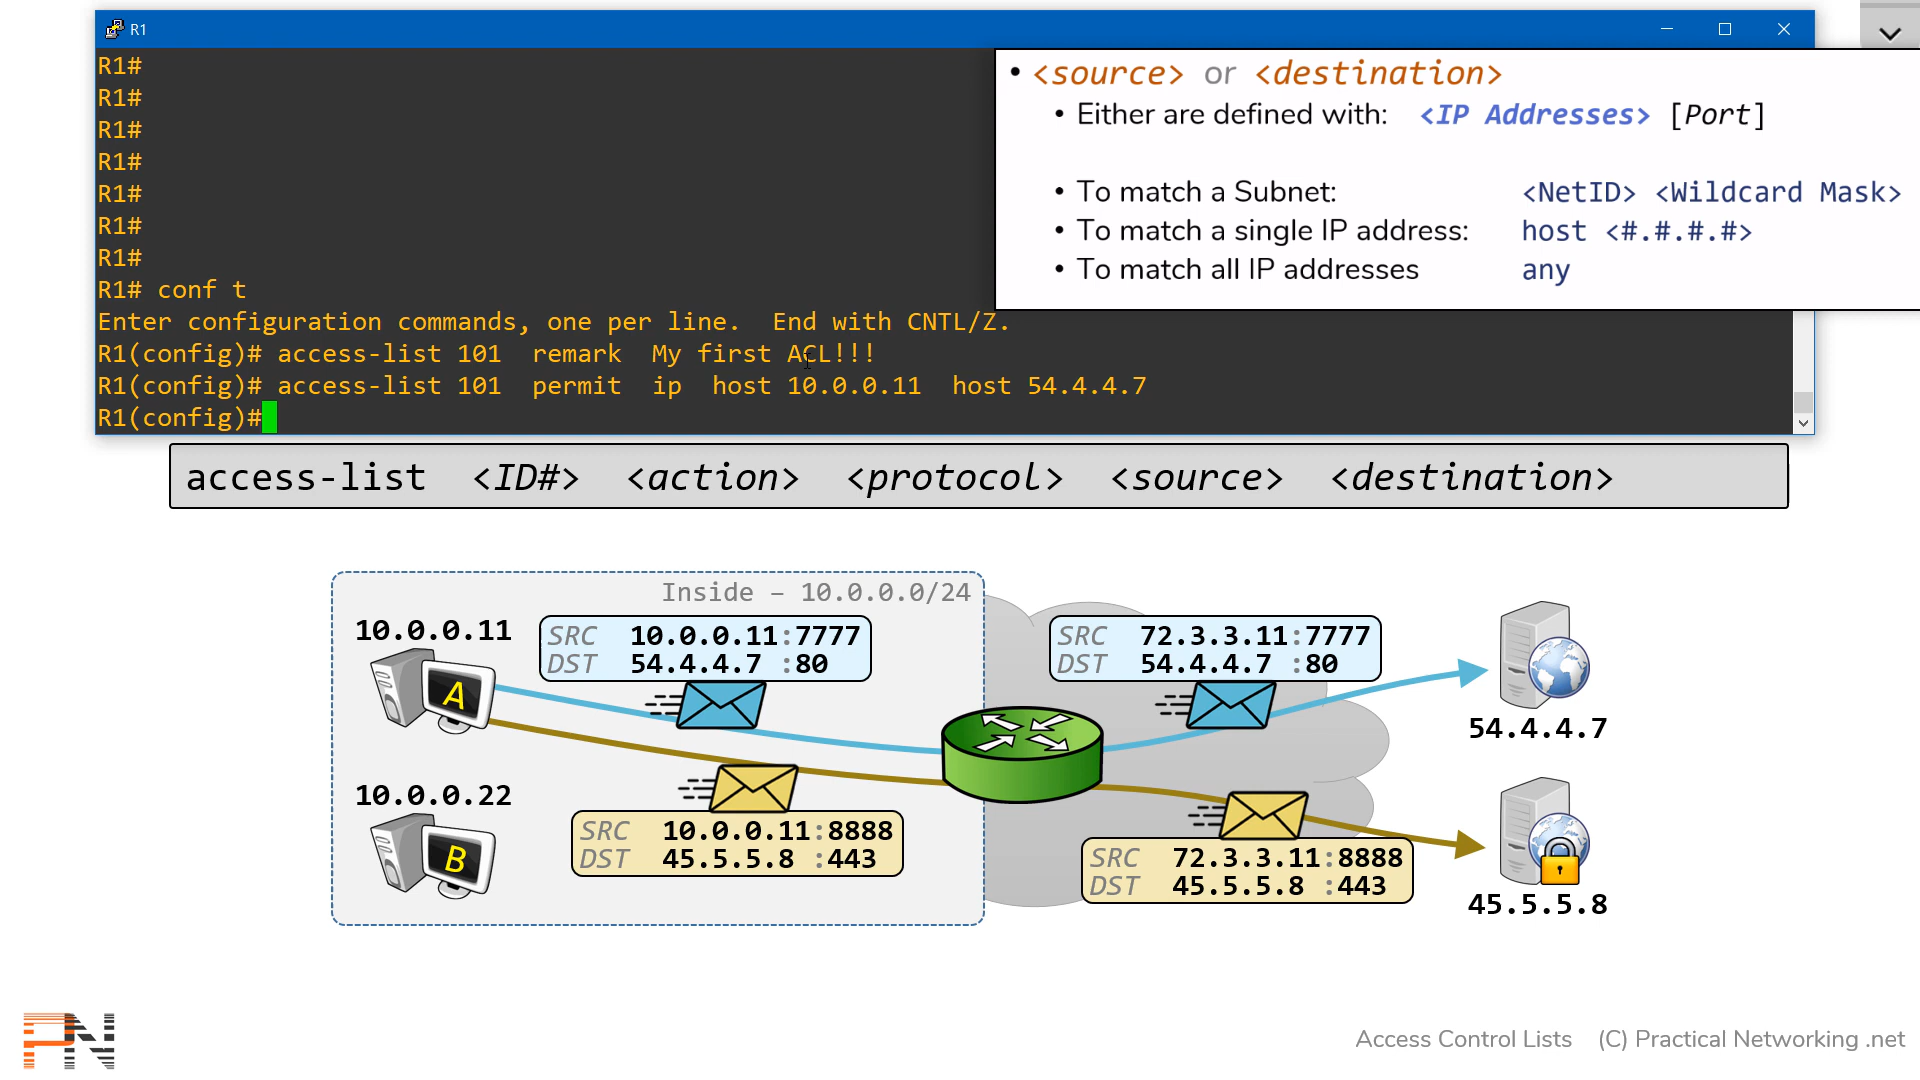 R1
R1#
R1#
R1#
R1#
R1#
R1#
R1#
R1# conf t
Enter configuration commands, one per line.  End with CNTL/Z.
R1(config)# access-list 101  remark  My first ACL!!!
R1(config)# access-list 101  permit  ip  host 10.0.0.11  host 54.4.4.7
R1(config)#
• <source> or <destination>
• Either are defined with: <IP Addresses> [Port]
• To match a Subnet: <NetID> <Wildcard Mask>
• To match a single IP address: host <#.#.#.#>
• To match all IP addresses any
access-list <ID#> <action> <protocol> <source> <destination>
Inside – 10.0.0.0/24
10.0.0.11
A
SRC 10.0.0.11:7777
DST 54.4.4.7 :80
SRC 72.3.3.11:7777
DST 54.4.4.7 :80
54.4.4.7
10.0.0.22
B
SRC 10.0.0.11:8888
DST 45.5.5.8 :443
SRC 72.3.3.11:8888
DST 45.5.5.8 :443
45.5.5.8
PN
Access Control Lists (C) Practical Networking .net